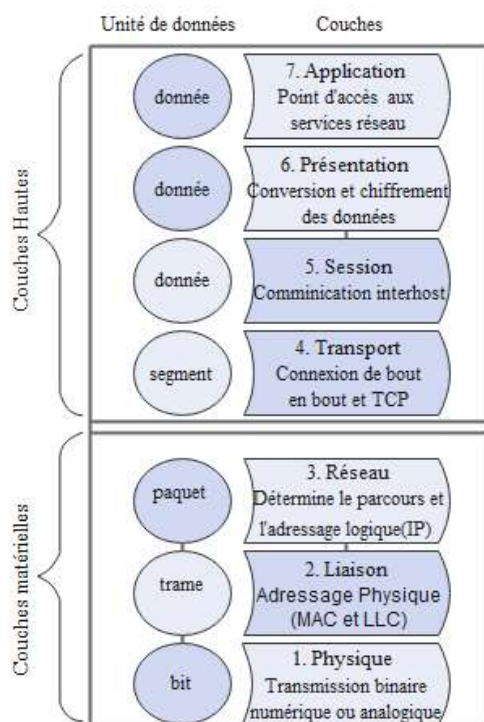 Unité de données
Couches
Couches Hautes
donnée
7. Application
Point d'accès aux
services réseau
donnée
6. Présentation
Conversion et chiffrement
des données
donnée
5. Session
Comminication interhost
segment
4. Transport
Connexion de bout
en bout et TCP
Couches matérielles
paquet
3. Réseau
Détermine le parcours et
l'adressage logique(IP)
trame
2. Liaison
Adressage Physique
(MAC et LLC)
bit
1. Physique
Transmission binaire
numérique ou analogique